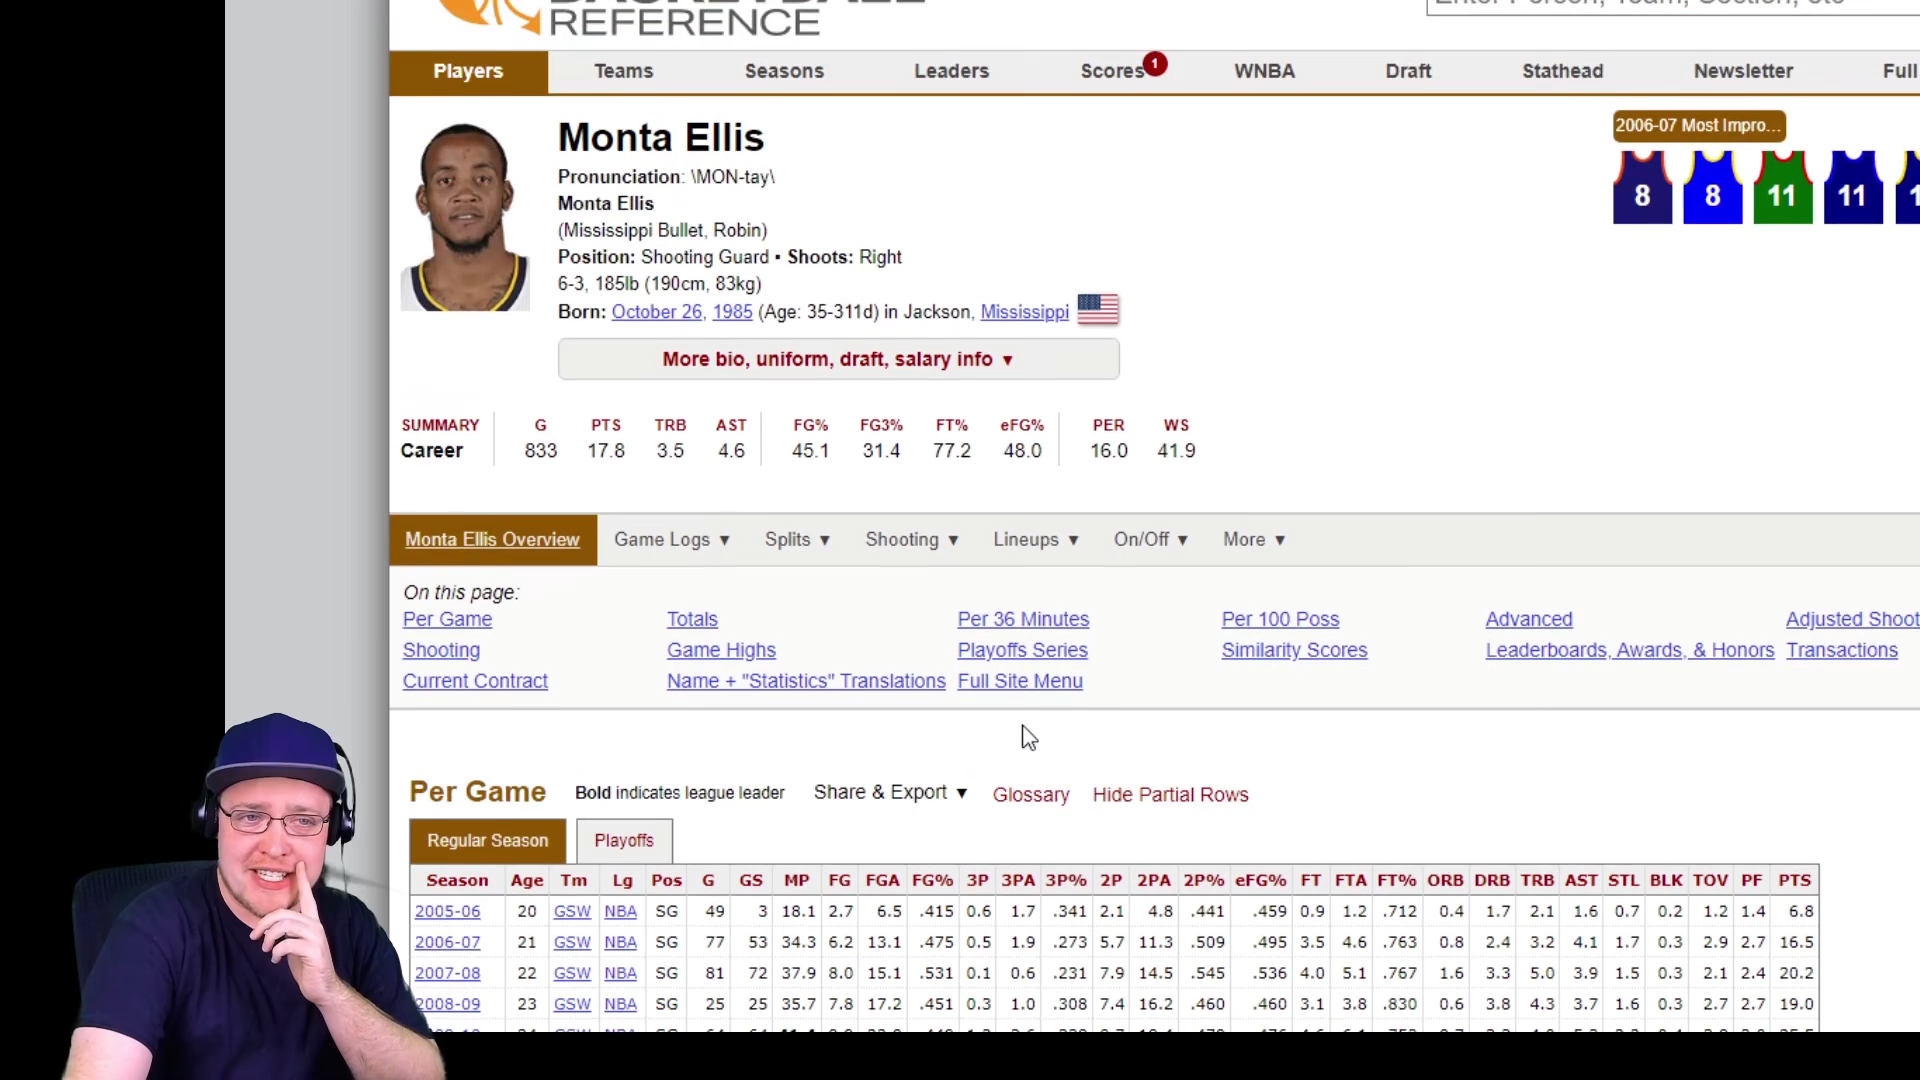 REFERENCE
Players Teams Seasons Leaders Scores 1 WNBA Draft Stathead Newsletter Full
Monta Ellis
2006-07 Most Impro...
8 8 11 11 1
Pronunciation: \MON-tay\
Monta Ellis
(Mississippi Bullet, Robin)
Position: Shooting Guard ▪ Shoots: Right
6-3, 185lb (190cm, 83kg)
Born: October 26, 1985 (Age: 35-311d) in Jackson, Mississippi
More bio, uniform, draft, salary info ▼
SUMMARY G PTS TRB AST FG% FG3% FT% eFG% PER WS
Career 833 17.8 3.5 4.6 45.1 31.4 77.2 48.0 16.0 41.9
Monta Ellis Overview Game Logs ▼ Splits ▼ Shooting ▼ Lineups ▼ On/Off ▼ More ▼
On this page:
Per Game Totals Per 36 Minutes Per 100 Poss Advanced Adjusted Shoot
Shooting Game Highs Playoffs Series Similarity Scores Leaderboards, Awards, & Honors Transactions
Current Contract Name + "Statistics" Translations Full Site Menu
Per Game Bold indicates league leader Share & Export ▼ Glossary Hide Partial Rows
Regular Season Playoffs
Season Age Tm Lg Pos G GS MP FG FGA FG% 3P 3PA 3P% 2P 2PA 2P% eFG% FT FTA FT% ORB DRB TRB AST STL BLK TOV PF PTS
2005-06 20 GSW NBA SG 49 3 18.1 2.7 6.5 .415 0.6 1.7 .341 2.1 4.8 .441 .459 0.9 1.2 .712 0.4 1.7 2.1 1.6 0.7 0.2 1.2 1.4 6.8
2006-07 21 GSW NBA SG 77 53 34.3 6.2 13.1 .475 0.5 1.9 .273 5.7 11.3 .509 .495 3.5 4.6 .763 0.8 2.4 3.2 4.1 1.7 0.3 2.9 2.7 16.5
2007-08 22 GSW NBA SG 81 72 37.9 8.0 15.1 .531 0.1 0.6 .231 7.9 14.5 .545 .536 4.0 5.1 .767 1.6 3.3 5.0 3.9 1.5 0.3 2.1 2.4 20.2
2008-09 23 GSW NBA SG 25 25 35.7 7.8 17.2 .451 0.3 1.0 .308 7.4 16.2 .460 .460 3.1 3.8 .830 0.6 3.8 4.3 3.7 1.6 0.3 2.7 2.7 19.0